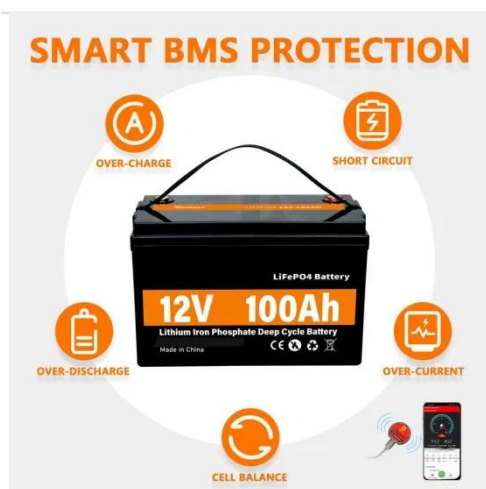 SMART BMS PROTECTION
A
OVER-CHARGE
SHORT CIRCUIT
LiFePO4 Battery
12V 100Ah
Lithium Iron Phosphate Deep Cycle Battery
Made in China
CE
OVER-DISCHARGE
OVER-CURRENT
CELL BALANCE